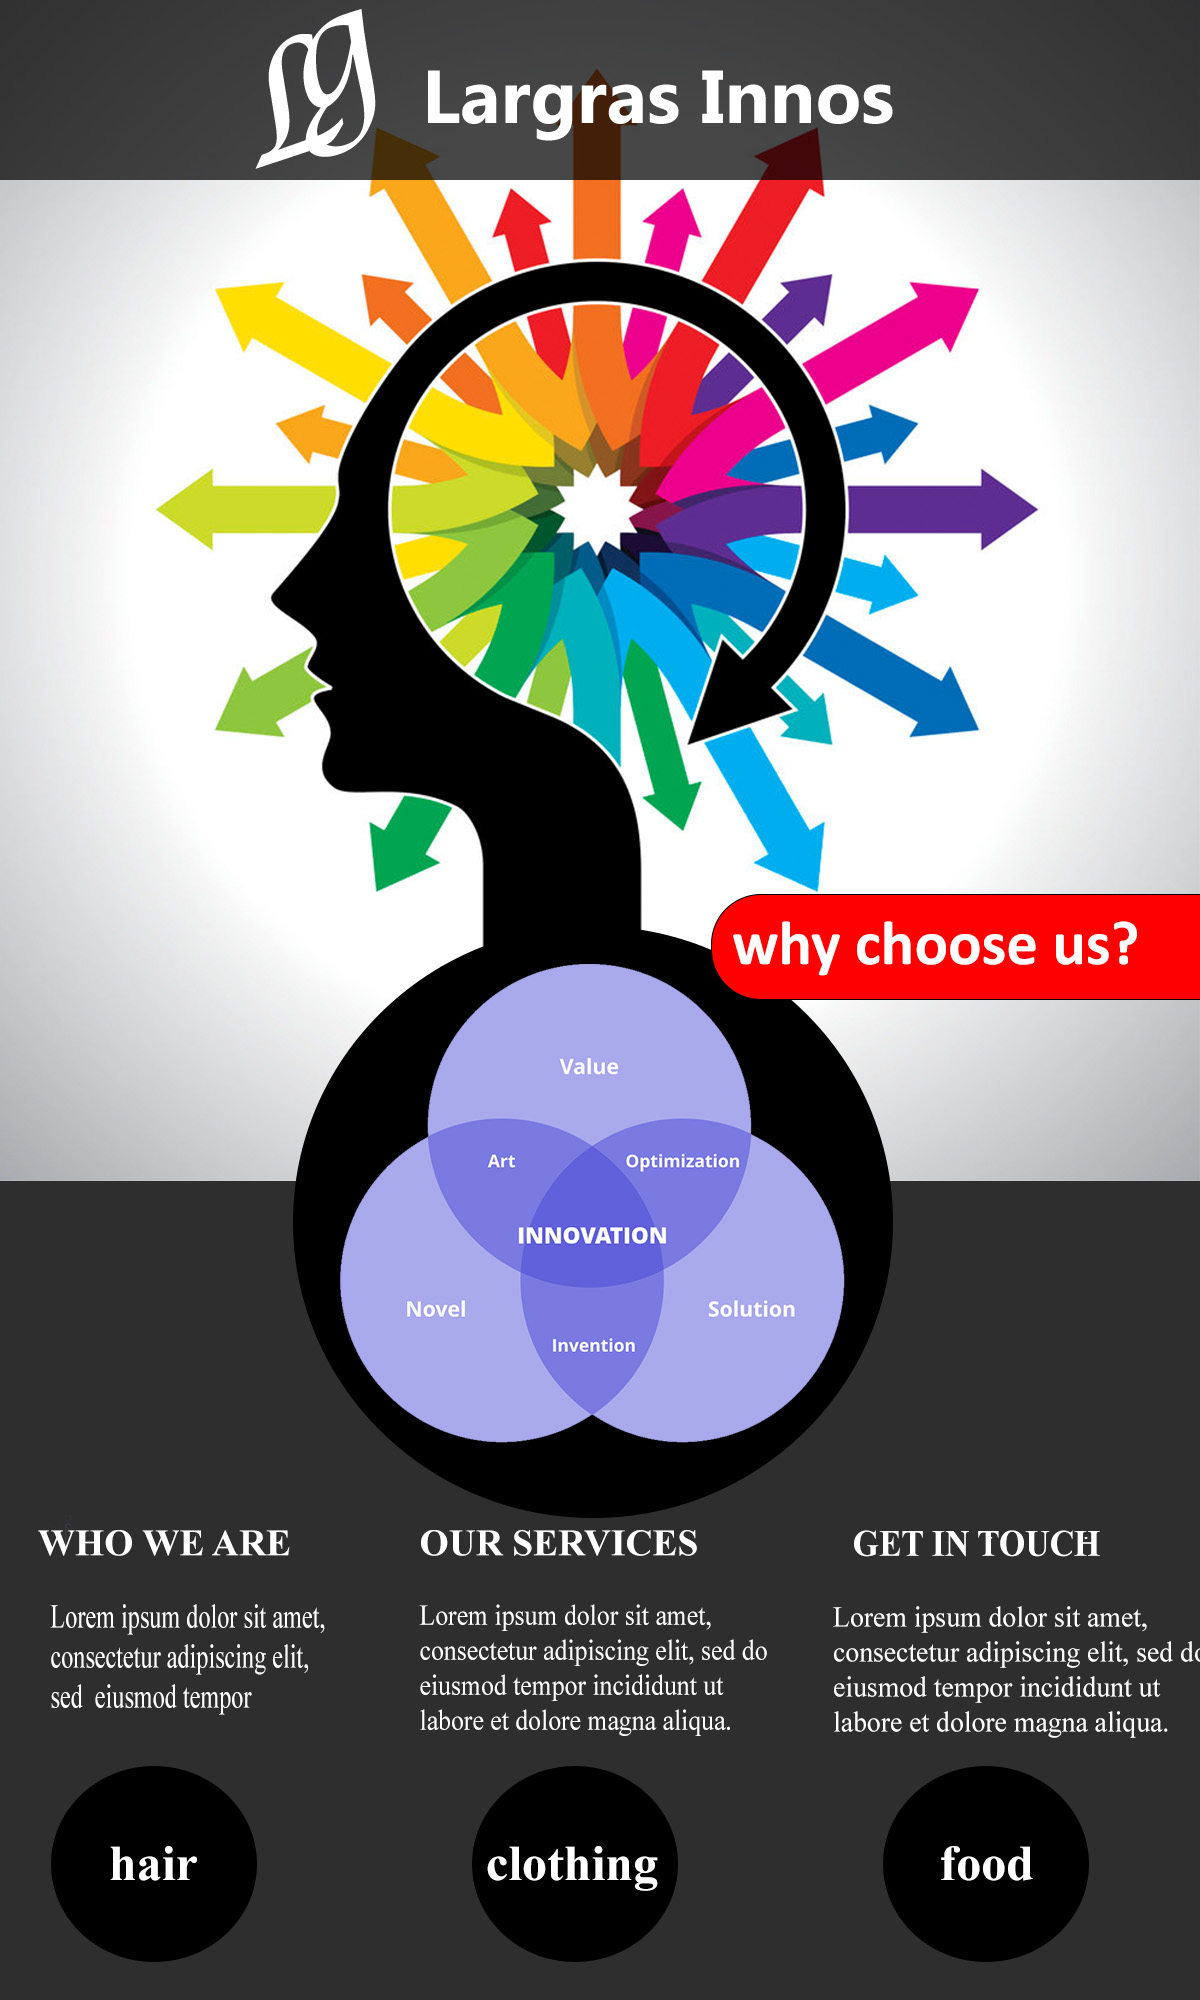 LG
Largras Innos
why choose us?
Value
Art
Optimization
INNOVATION
Novel
Solution
Invention
WHO WE ARE
Lorem ipsum dolor sit amet,
consectetur adipiscing elit,
sed eiusmod tempor
OUR SERVICES
Lorem ipsum dolor sit amet,
consectetur adipiscing elit, sed do
eiusmod tempor incididunt ut
labore et dolore magna aliqua.
GET IN TOUCH
Lorem ipsum dolor sit amet,
consectetur adipiscing elit, sed do
eiusmod tempor incididunt ut
labore et dolore magna aliqua.
hair
clothing
food